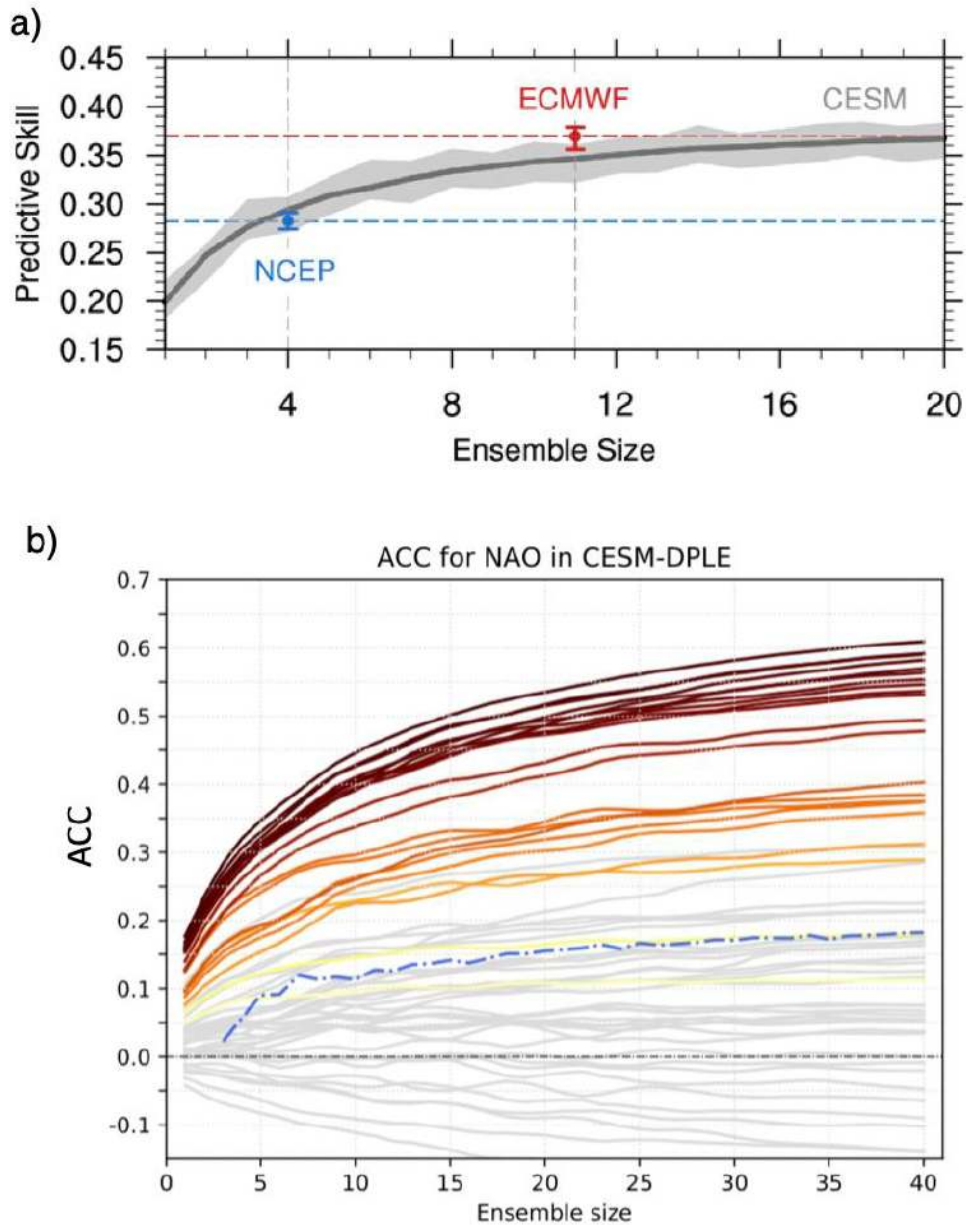 a)
0.45
0.40
0.35
0.30
0.25
0.20
0.15
Predictive Skill
ECMWF
CESM
NCEP
4 8 12 16 20
Ensemble Size
b)
ACC for NAO in CESM-DPLE
0.7
0.6
0.5
0.4
0.3
0.2
0.1
0.0
-0.1
ACC
0 5 10 15 20 25 30 35 40
Ensemble size